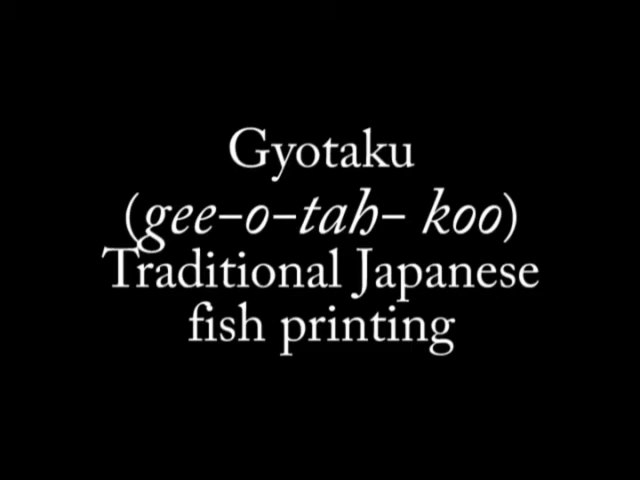 Gyotaku
(gee-o-tah- koo)
Traditional Japanese
fish printing